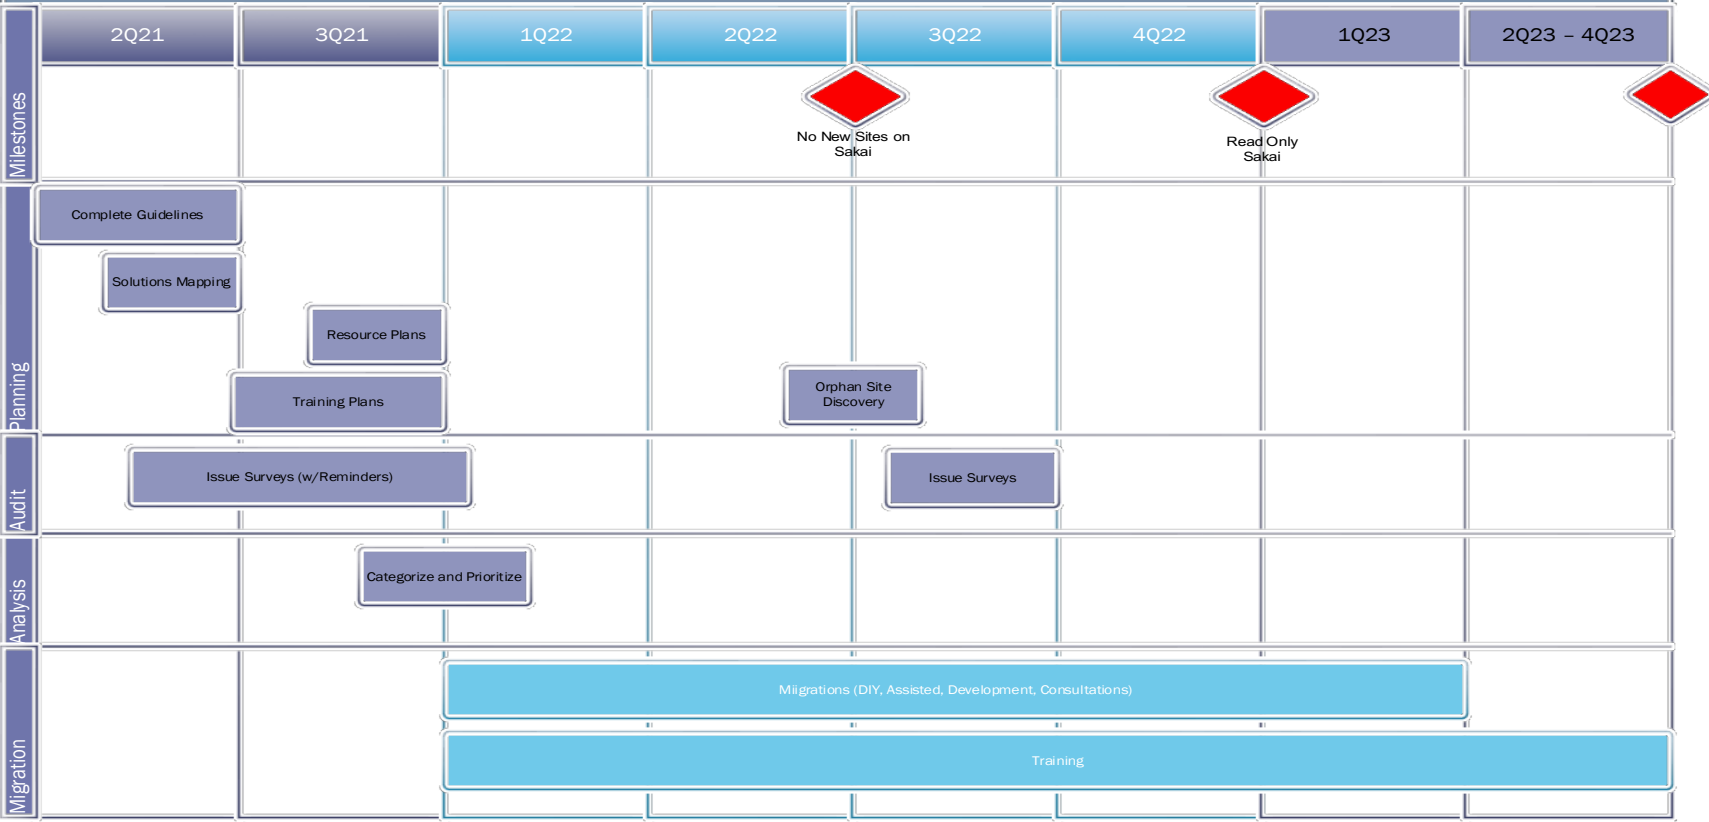 2Q21
3Q21
1Q22
2Q22
3Q22
4Q22
1Q23
2Q23 – 4Q23
Milestones
No New Sites on
Sakai
Read Only
Sakai
Planning
Complete Guidelines
Solutions Mapping
Resource Plans
Training Plans
Orphan Site
Discovery
Audit
Issue Surveys (w/Reminders)
Issue Surveys
Analysis
Categorize and Prioritize
Migration
Miigrations (DIY, Assisted, Development, Consultations)
Training